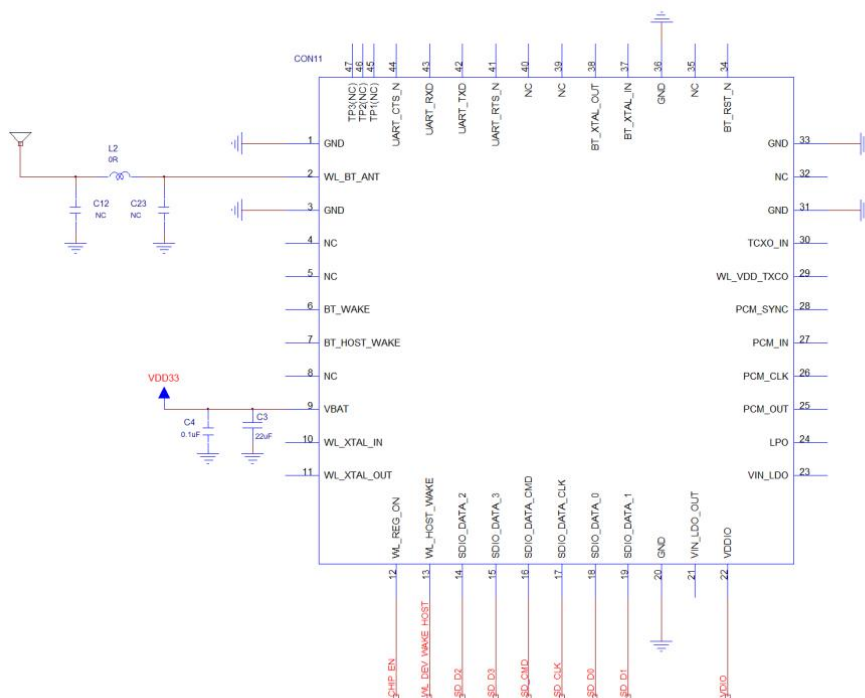 CON11
47 46 45 44 43 42 41 40 39 38 37 36 35 34
TP3(NC)
TP2(NC)
TP1(NC)
UART_CTS_N
UART_RXD
UART_TXD
UART_RTS_N
NC
NC
BT_XTAL_OUT
BT_XTAL_IN
GND
NC
BT_RST_N
1 GND
2 WL_BT_ANT
3 GND
4 NC
5 NC
6 BT_WAKE
7 BT_HOST_WAKE
8 NC
9 VBAT
10 WL_XTAL_IN
11 WL_XTAL_OUT
L2
0R
C12
NC
C23
NC
VDD33
C4
0.1uF
C3
22uF
GND 33
NC 32
GND 31
TCXO_IN 30
WL_VDD_TXCO 29
PCM_SYNC 28
PCM_IN 27
PCM_CLK 26
PCM_OUT 25
LPO 24
VIN_LDO 23
WL_REG_ON
WL_HOST_WAKE
SDIO_DATA_2
SDIO_DATA_3
SDIO_DATA_CMD
SDIO_DATA_CLK
SDIO_DATA_0
SDIO_DATA_1
GND
VIN_LDO_OUT
VDDIO
12 13 14 15 16 17 18 19 20 21 22
CHIP_EN
WL_DEV_WAKE_HOST
SD_D2
SD_D3
SD_CMD
SD_CLK
SD_D0
SD_D1
VDIO